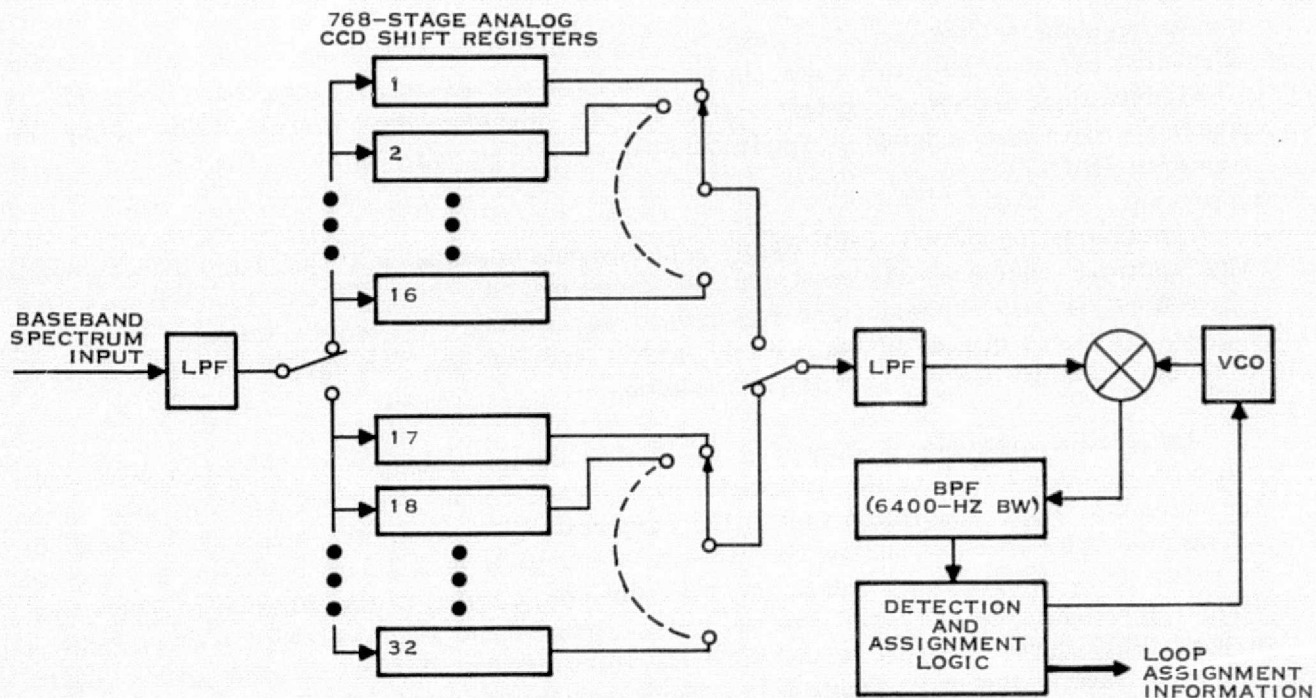 768-STAGE ANALOG
CCD SHIFT REGISTERS
1
2
16
BASEBAND
SPECTRUM
INPUT
LPF
17
18
32
LPF
VCO
BPF
(6400-HZ BW)
DETECTION
AND
ASSIGNMENT
LOGIC
LOOP
ASSIGNMENT
INFORMATION